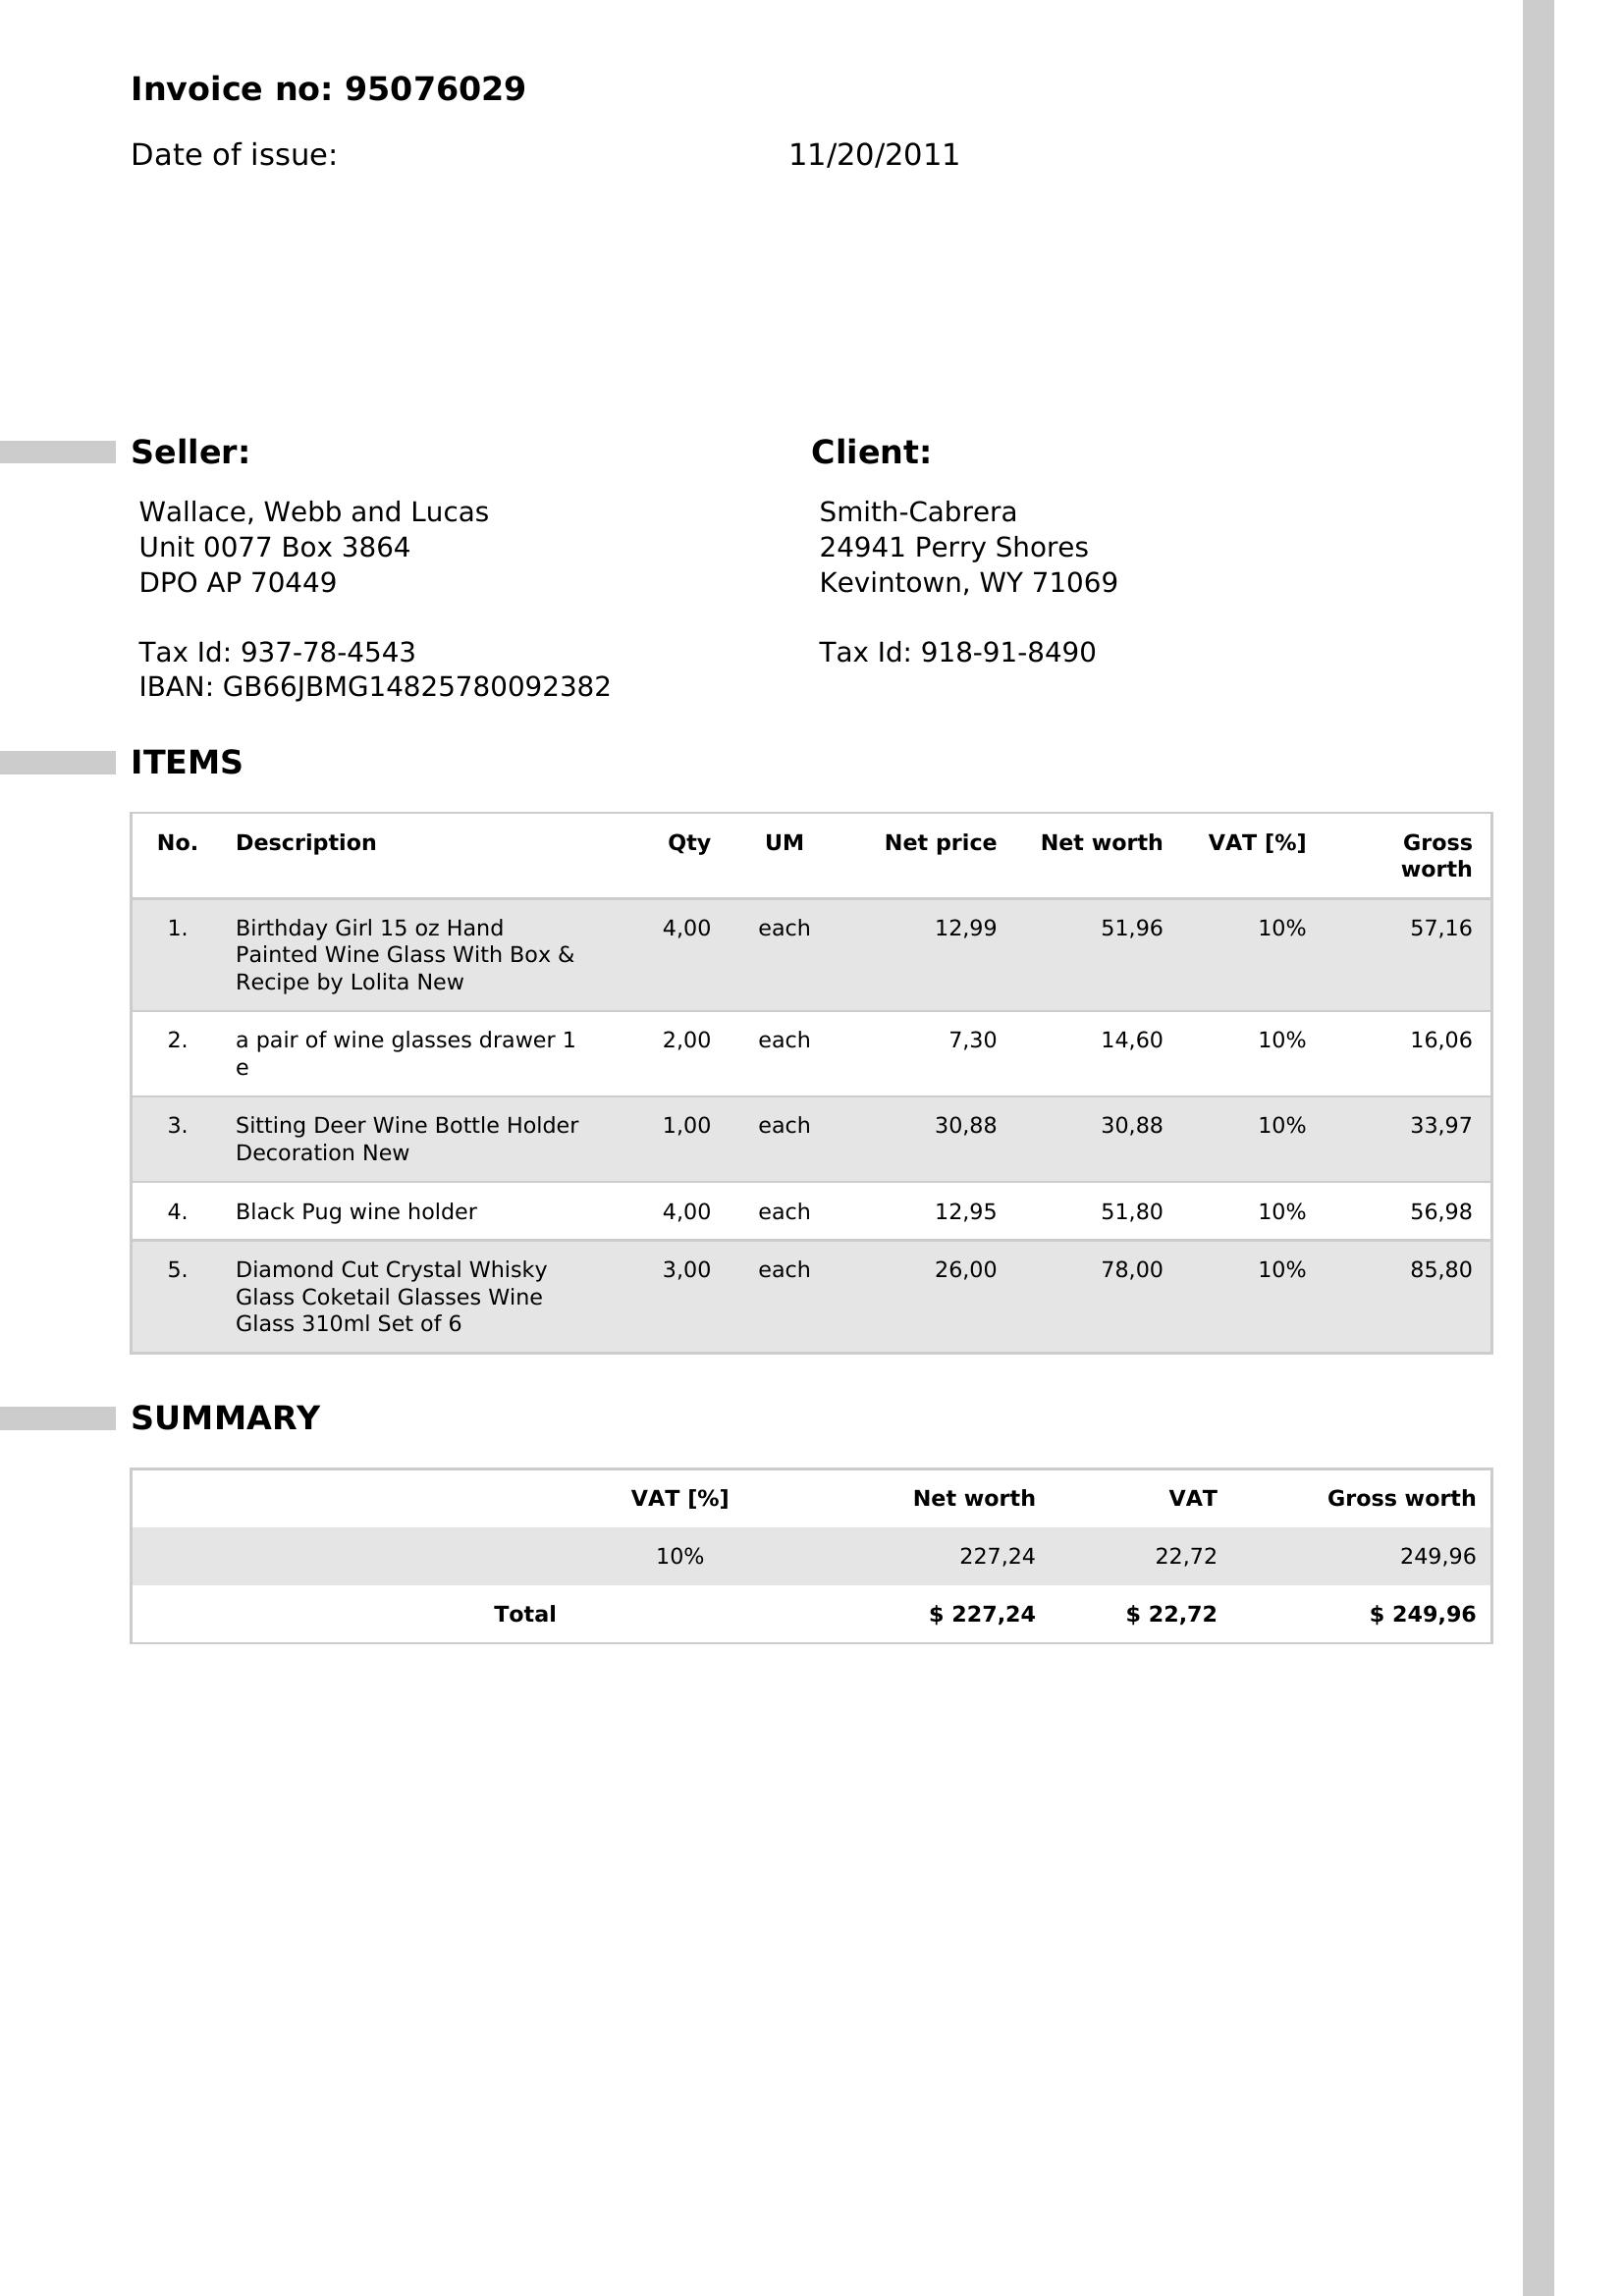 Invoice no: 95076029
Date of issue: 11/20/2011
Seller:
Wallace, Webb and Lucas
Unit 0077 Box 3864
DPO AP 70449
Tax Id: 937-78-4543
IBAN: GB66JBMG14825780092382
Client:
Smith-Cabrera
24941 Perry Shores
Kevintown, WY 71069
Tax Id: 918-91-8490
ITEMS
No. Description Qty UM Net price Net worth VAT [%] Gross
worth
1. Birthday Girl 15 oz Hand 4,00 each 12,99 51,96 10% 57,16
Painted Wine Glass With Box &
Recipe by Lolita New
2. a pair of wine glasses drawer 1 2,00 each 7,30 14,60 10% 16,06
e
3. Sitting Deer Wine Bottle Holder 1,00 each 30,88 30,88 10% 33,97
Decoration New
4. Black Pug wine holder 4,00 each 12,95 51,80 10% 56,98
5. Diamond Cut Crystal Whisky 3,00 each 26,00 78,00 10% 85,80
Glass Coketail Glasses Wine
Glass 310ml Set of 6
SUMMARY
VAT [%] Net worth VAT Gross worth
10% 227,24 22,72 249,96
Total $ 227,24 $ 22,72 $ 249,96